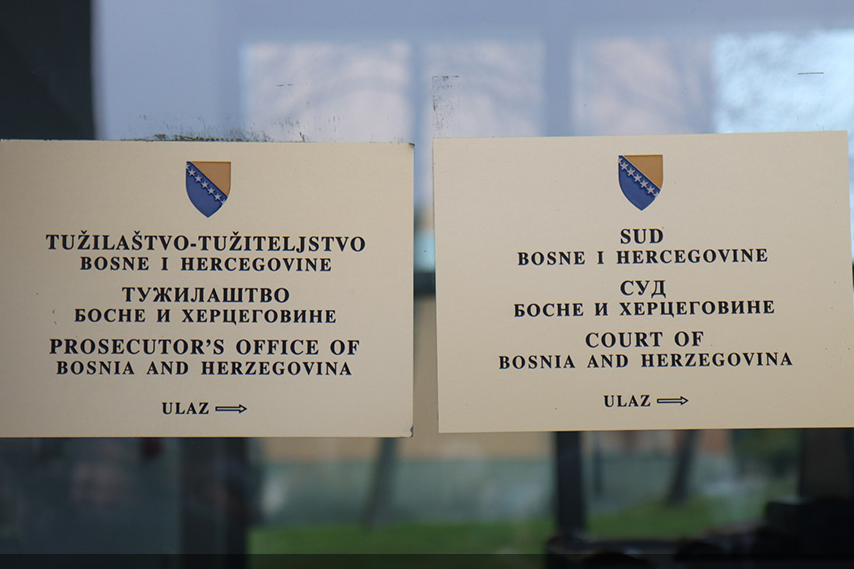 TUŽILAŠTVO-TUŽITELJSTVO
BOSNE I HERCEGOVINE
ТУЖИЛАШТВО
БОСНЕ И ХЕРЦЕГОВИНЕ
PROSECUTOR'S OFFICE OF
BOSNIA AND HERZEGOVINA
ULAZ
SUD
BOSNE I HERCEGOVINE
СУД
БОСНЕ И ХЕРЦЕГОВИНЕ
COURT OF
BOSNIA AND HERZEGOVINA
ULAZ